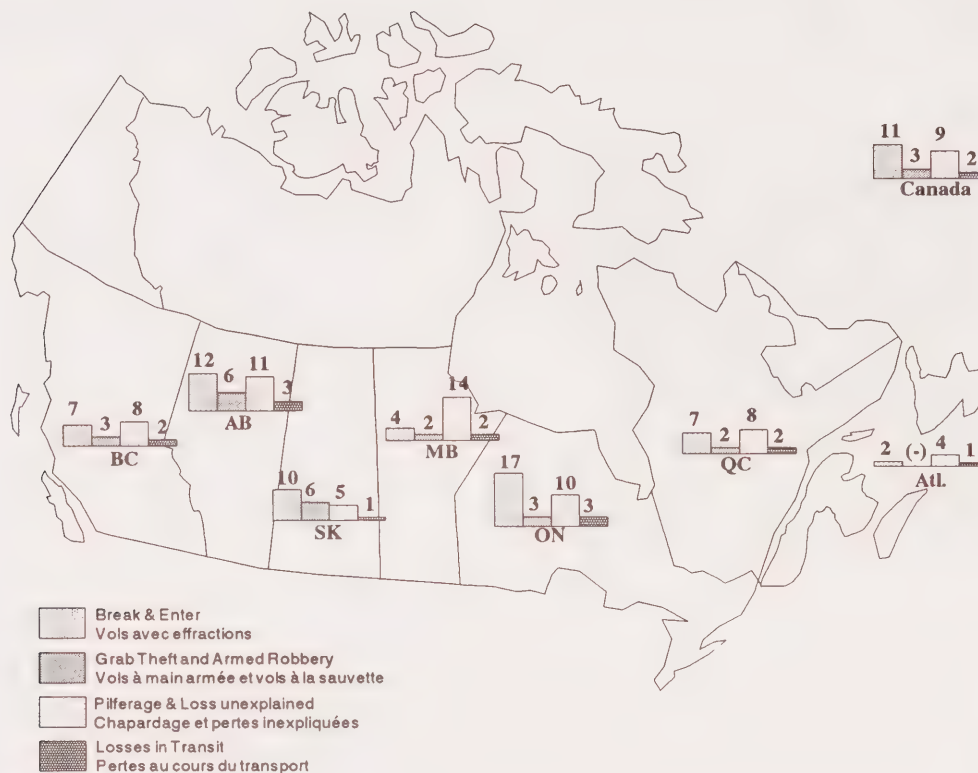 11 3 9 2
Canada
12 6 11 3
AB
7 3 8 2
BC
14
4 2 2
MB
10 6 5 1
SK
17 3 10 3
ON
7 2 8 2
QC
2 (-) 4 1
Atl.
Break & Enter
Vols avec effractions
Grab Theft and Armed Robbery
Vols à main armée et vols à la sauvette
Pilferage & Loss unexplained
Chapardage et pertes inexpliquées
Losses in Transit
Pertes au cours du transport